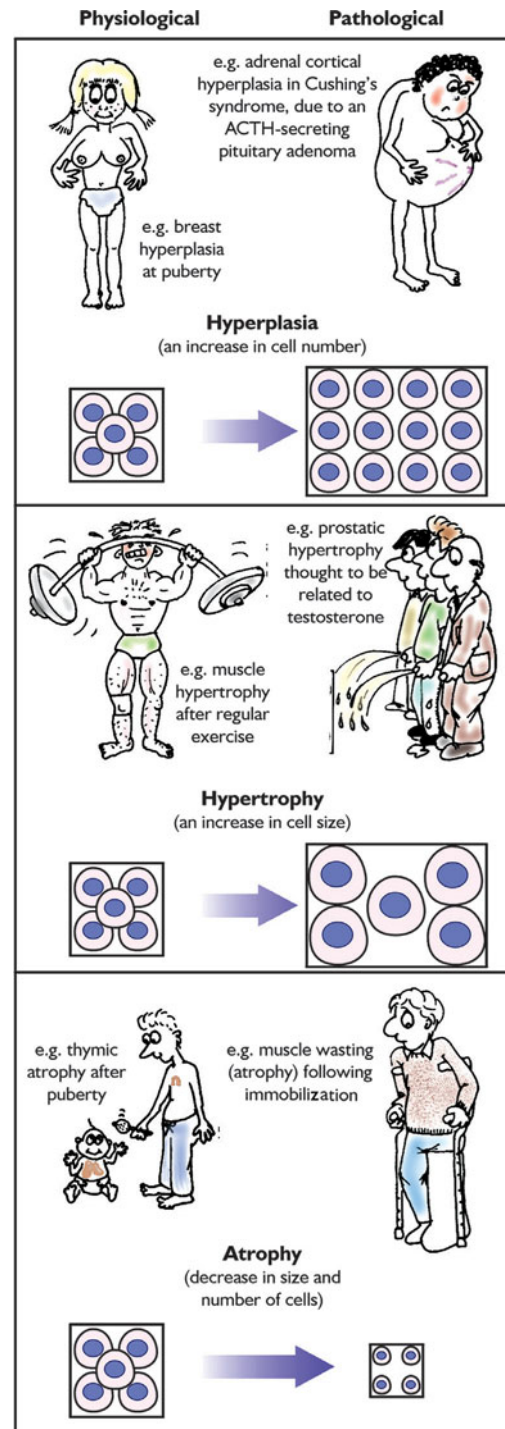 Physiological
Pathological
e.g. adrenal cortical
hyperplasia in Cushing's
syndrome, due to an
ACTH-secreting
pituitary adenoma
e.g. breast
hyperplasia
at puberty
Hyperplasia
(an increase in cell number)
e.g. prostatic
hypertrophy
thought to be
related to
testosterone
e.g. muscle
hypertrophy
after regular
exercise
Hypertrophy
(an increase in cell size)
e.g. thymic
atrophy after
puberty
e.g. muscle wasting
(atrophy) following
immobilization
Atrophy
(decrease in size and
number of cells)